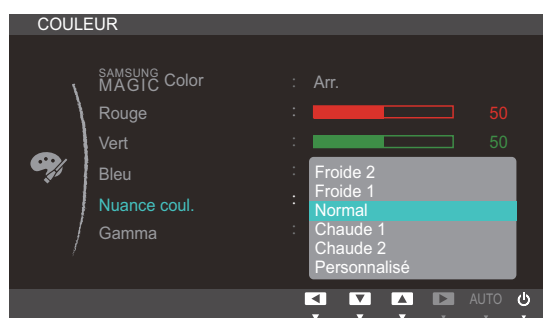 COULEUR
SAMSUNG
MAGIC Color : Arr.
Rouge : 50
Vert : 50
Bleu :
Froide 2
Froide 1
Nuance coul. : Normal
Gamma : Chaude 1
Chaude 2
Personnalisé
AUTO